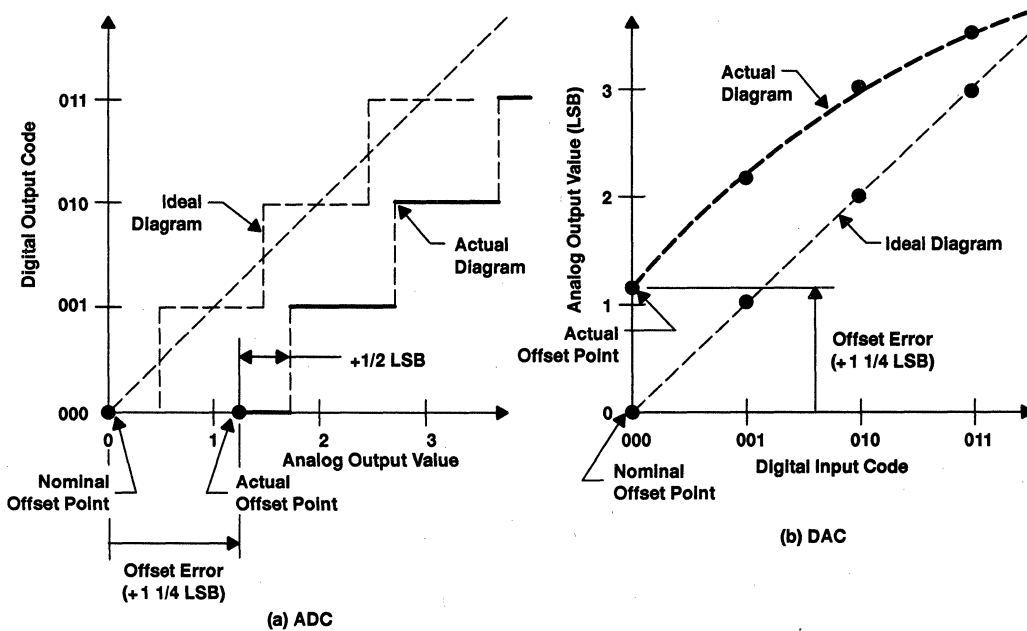 Digital Output Code
011
010
001
000
Ideal
Diagram
Actual
Diagram
+1/2 LSB
0
1
2
3
Analog Output Value
Nominal
Offset Point
Actual
Offset Point
Offset Error
(+1 1/4 LSB)
(a) ADC
Analog Output Value (LSB)
3
2
1
0
Actual
Diagram
Ideal Diagram
Actual
Offset Point
Offset Error
(+1 1/4 LSB)
000
001
010
011
Digital Input Code
Nominal
Offset Point
(b) DAC